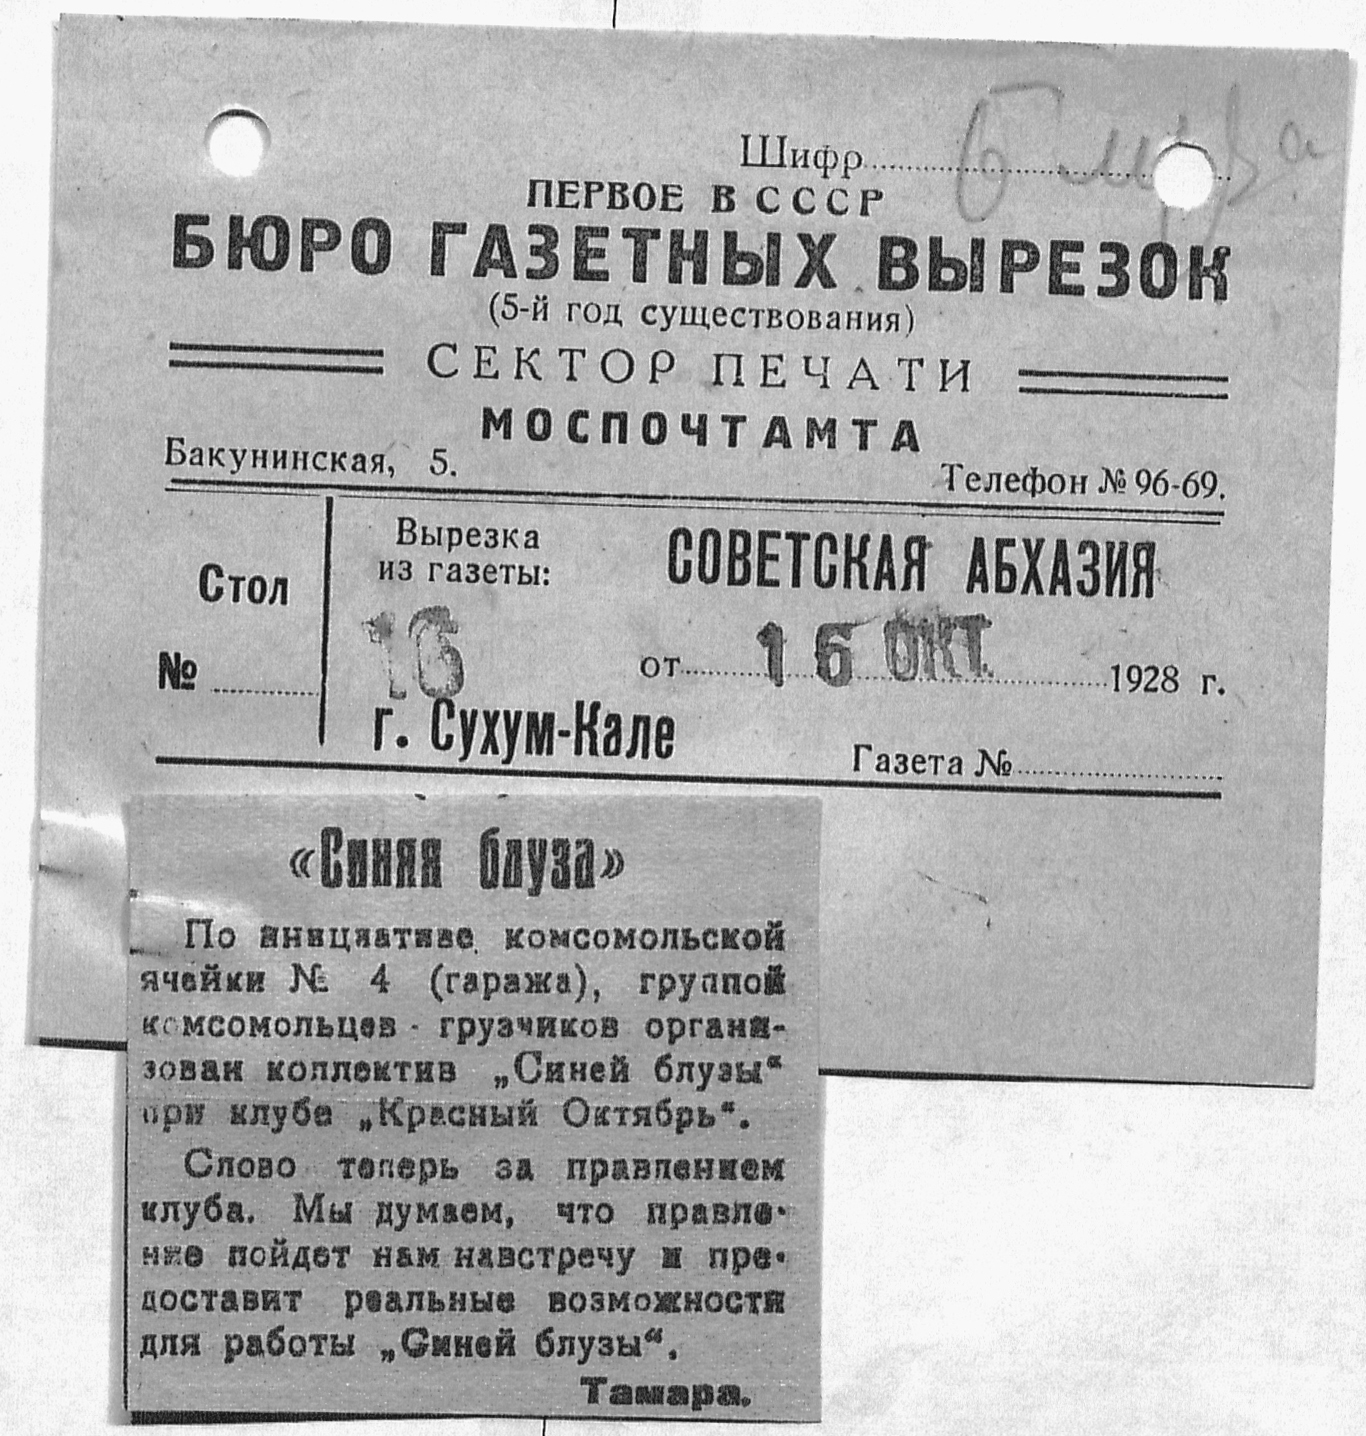 Шифр
ПЕРВОЕ В СССР
БЮРО ГАЗЕТНЫХ ВЫРЕЗОК
(5-й год существования)
СЕКТОР ПЕЧАТИ
МОСПОЧТАМТА
Бакунинская, 5. Телефон № 96-69.
Стол
№
Вырезка
из газеты:
СОВЕТСКАЯ АБХАЗИЯ
16
от 16 ОКТ. 1928 г.
г. Сухум-Кале
Газета №
«Синяя блуза»
По инициативе комсомольской
ячейки № 4 (гаража), группой
комсомольцев - грузчиков органи-
зован коллектив „Синей блузы“
при клубе „Красный Октябрь“.
Слово теперь за правлением
клуба. Мы думаем, что правле-
ние пойдет нам навстречу и пре-
доставит реальные возможности
для работы „Синей блузы“.
Тамара.